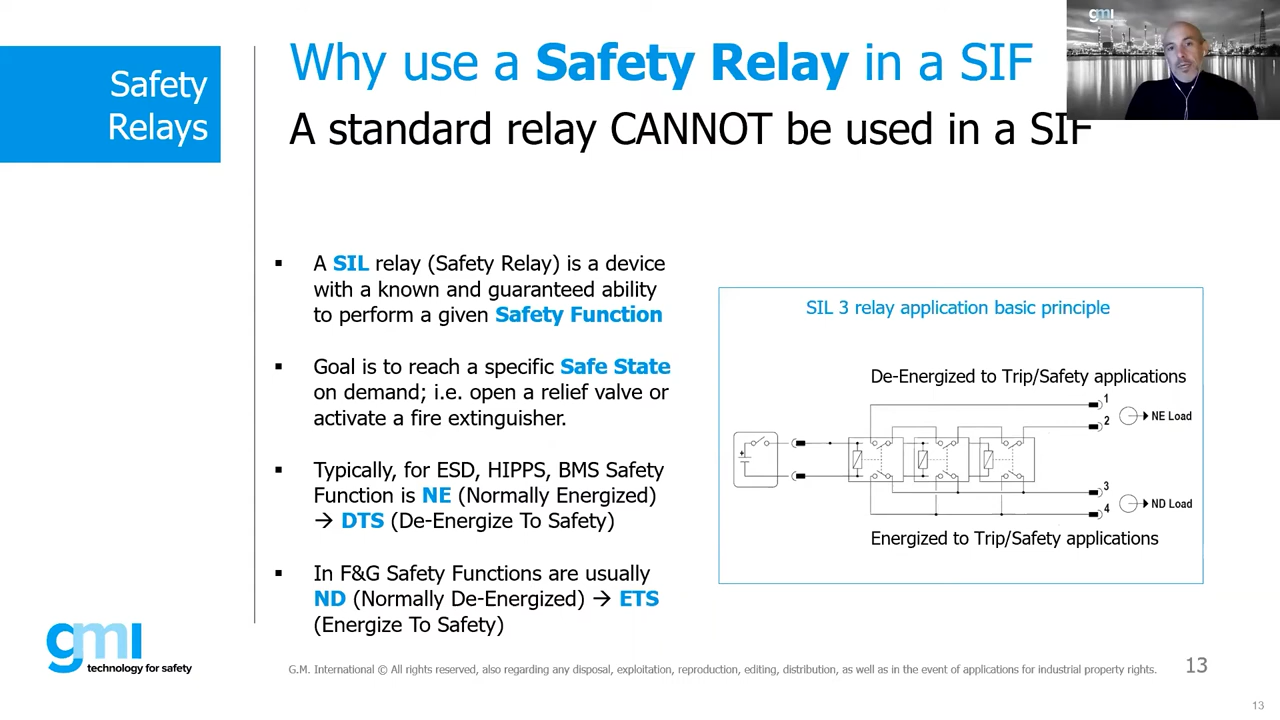 Safety
Relays
Why use a Safety Relay in a SIF
A standard relay CANNOT be used in a SIF
gmi
▪ A SIL relay (Safety Relay) is a device
with a known and guaranteed ability
to perform a given Safety Function
▪ Goal is to reach a specific Safe State
on demand; i.e. open a relief valve or
activate a fire extinguisher.
▪ Typically, for ESD, HIPPS, BMS Safety
Function is NE (Normally Energized)
→ DTS (De-Energize To Safety)
▪ In F&G Safety Functions are usually
ND (Normally De-Energized) → ETS
(Energize To Safety)
SIL 3 relay application basic principle
De-Energized to Trip/Safety applications
1
NE Load
2
+
3
ND Load
4
Energized to Trip/Safety applications
gmi
technology for safety
G.M. International © All rights reserved, also regarding any disposal, exploitation, reproduction, editing, distribution, as well as in the event of applications for industrial property rights.
13
13